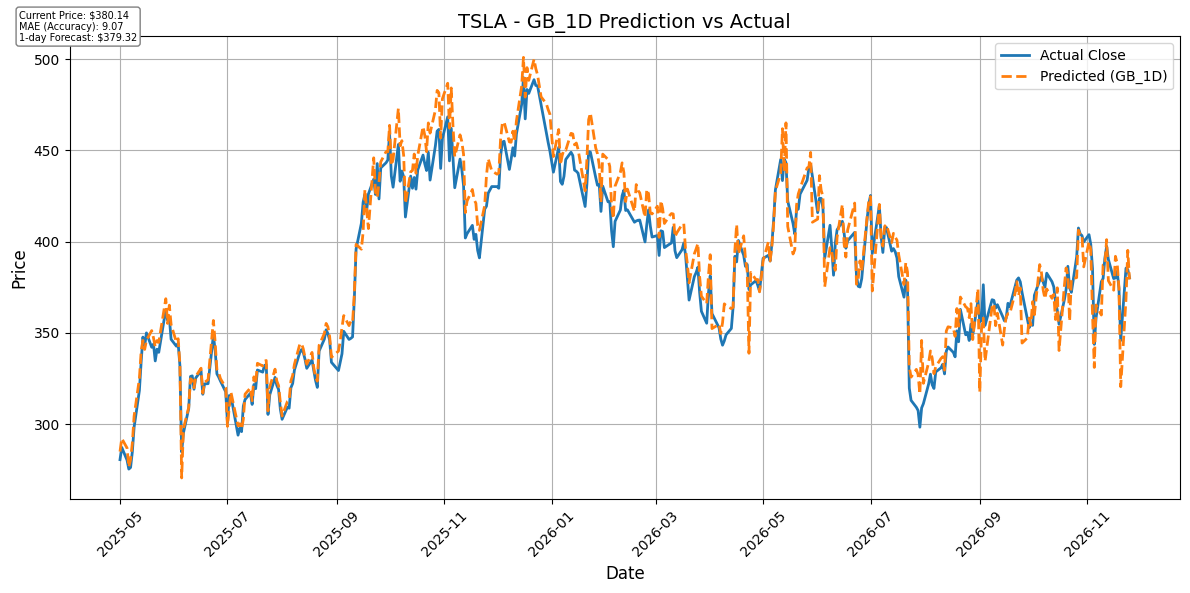 TSLA - GB_1D Prediction vs Actual
Current Price: $380.14
MAE (Accuracy): 9.07
1-day Forecast: $379.32
Actual Close
Predicted (GB_1D)
Price
500
450
400
350
300
2025-05
2025-07
2025-09
2025-11
2026-01
2026-03
2026-05
2026-07
2026-09
2026-11
Date